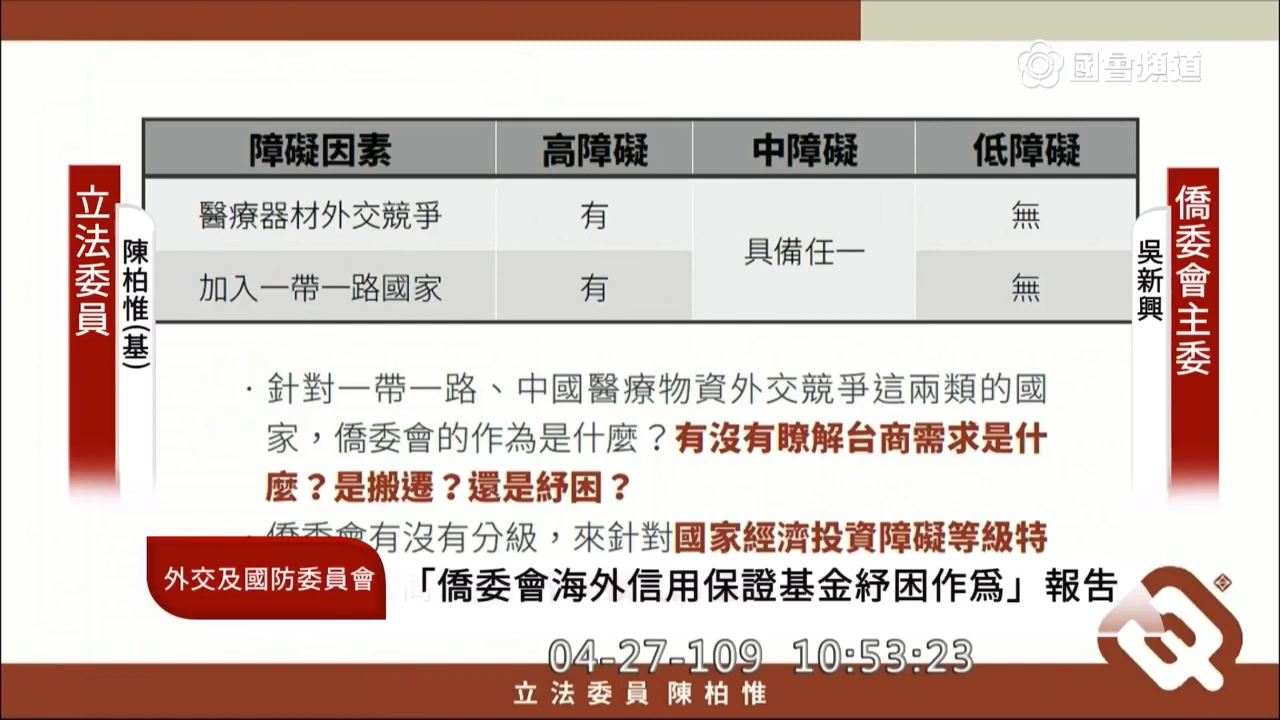 國會頻道
障礙因素 高障礙 中障礙 低障礙
醫療器材外交競爭 有 具備任一 無
加入一帶一路國家 有 無
立法委員
陳柏惟(基)
僑委會主委
吳新興
．針對一帶一路、中國醫療物資外交競爭這兩類的國
家，僑委會的作為是什麼？有沒有瞭解台商需求是什
麼？是搬遷？還是紓困？
．僑委會有沒有分級，來針對國家經濟投資障礙等級特
外交及國防委員會
「僑委會海外信用保證基金紓困作為」報告
04-27-109 10:53:23
立法委員 陳柏惟